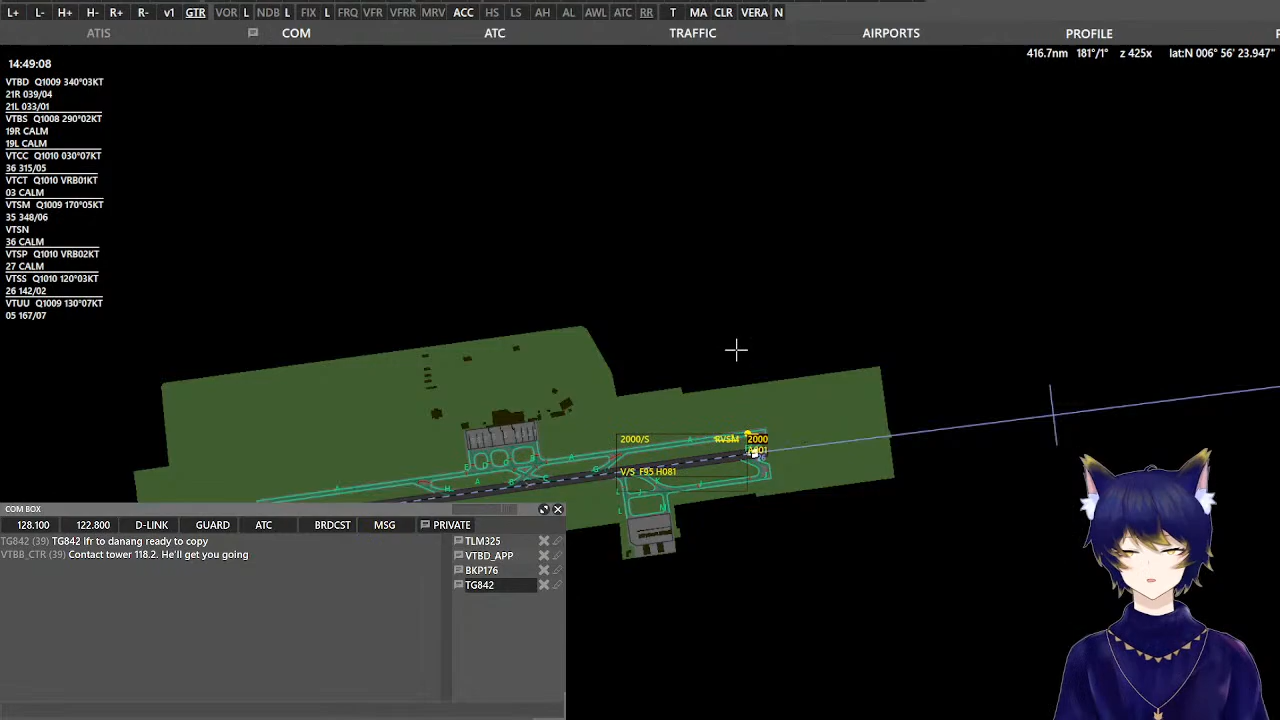 L+ L- H+ H- R+ R- v1 GTR VOR L NDB L FIX L FRQ VFR VFRR MRV ACC HS LS AH AL AWL ATC RR T MA CLR VERA N
ATIS COM ATC TRAFFIC AIRPORTS PROFILE
416.7nm 181°/1° z 425x lat:N 006° 56' 23.947"
14:49:08
VTBD Q1009 340°03KT
21R 039/04
21L 033/01
VTBS Q1008 290°02KT
19R CALM
19L CALM
VTCC Q1010 030°07KT
36 315/05
VTCT Q1010 VRB01KT
03 CALM
VTSM Q1009 170°05KT
35 348/06
VTSN
36 CALM
VTSP Q1010 VRB02KT
27 CALM
VTSS Q1010 120°03KT
26 142/02
VTUU Q1009 130°07KT
05 167/07
2000/S RVSM 2000
V/S F95 H081
COM BOX
128.100 122.800 D-LINK GUARD ATC BRDCST MSG PRIVATE
TG842 (39) TG842 Ifr to danang ready to copy
VTBB_CTR (39) Contact tower 118.2. He'll get you going
TLM325
VTBD_APP
BKP176
TG842